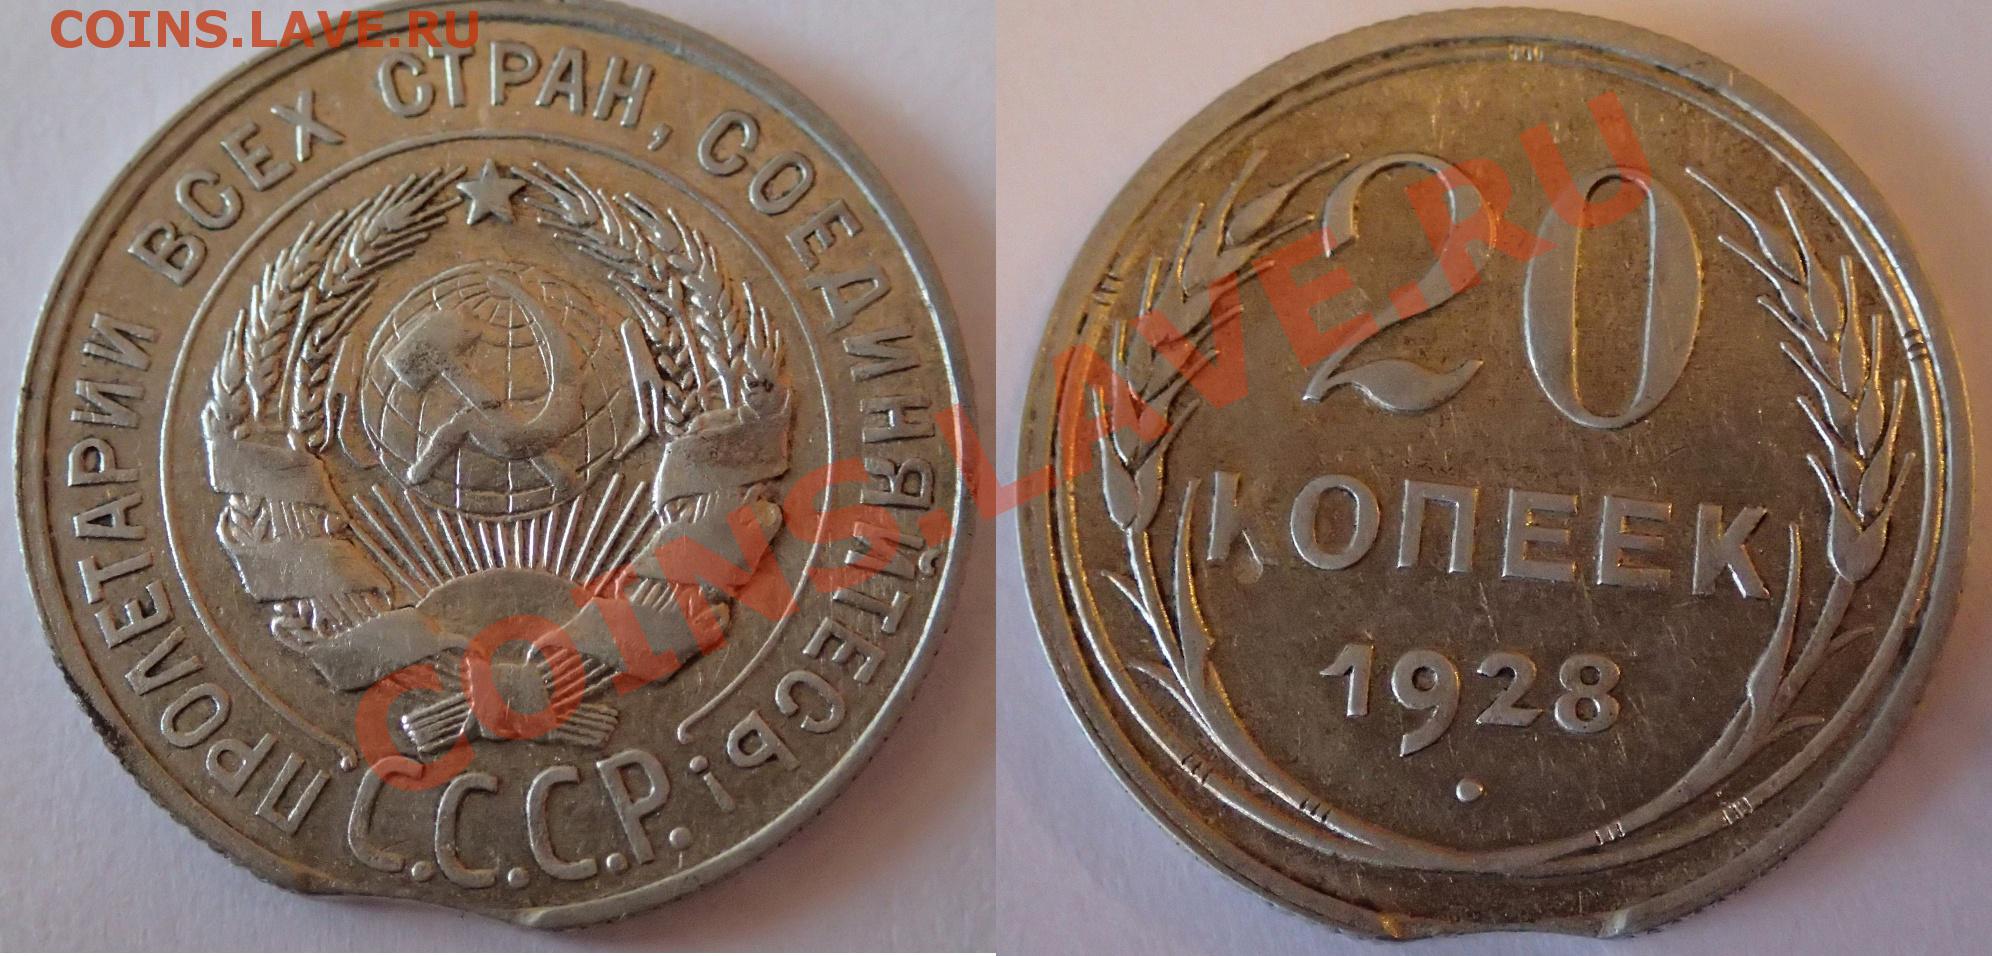 COINS.LAVE.RU
ПРОЛЕТАРИИ ВСЕХ СТРАН, СОЕДИНЯЙТЕСЬ!
С.С.С.Р.
20
КОПЕЕК
1928
COINS.LAVE.RU